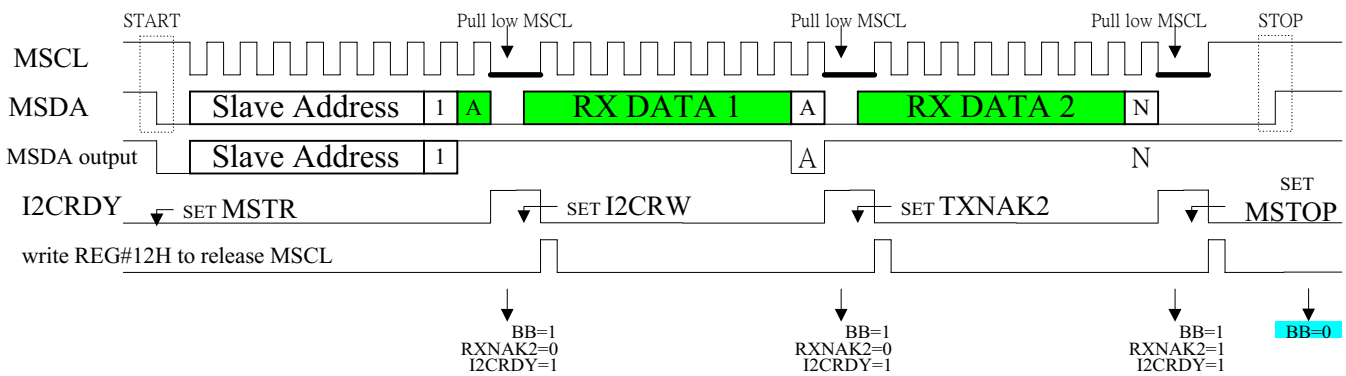 START Pull low MSCL Pull low MSCL Pull low MSCL STOP
MSCL
MSDA Slave Address 1 A RX DATA 1 A RX DATA 2 N
MSDA output Slave Address 1 A N
I2CRDY SET MSTR SET I2CRW SET TXNAK2 SET MSTOP
write REG#12H to release MSCL
BB=1 BB=1 BB=1 BB=0
RXNAK2=0 RXNAK2=0 RXNAK2=1
I2CRDY=1 I2CRDY=1 I2CRDY=1